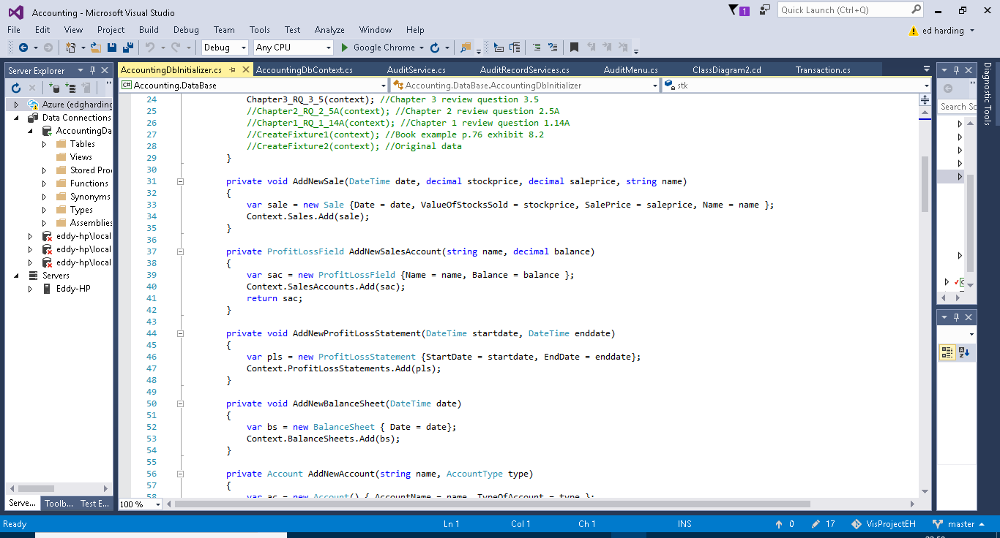 Accounting - Microsoft Visual Studio
1
Quick Launch (Ctrl+Q)
File Edit View Project Build Debug Team Tools Test Analyze Window Help
ed harding
Debug Any CPU Google Chrome
Server Explorer
AccountingDbInitializer.cs AccountingDbContext.cs AuditService.cs AuditRecordServices.cs AuditMenu.cs ClassDiagram2.cd Transaction.cs
Diagnostic Tools
Accounting.DataBase Accounting.DataBase.AccountingDbInitializer stk
Azure (edgharding
Data Connections
AccountingDa
Tables
Views
Stored Pro
Functions
Synonyms
Types
Assemblies
eddy-hp\local
eddy-hp\local
eddy-hp\local
Servers
Eddy-HP
Serve... Toolb... Test E...
24 Chapter3_RQ_3_5(context); //Chapter 3 review question 3.5
25 //Chapter2_RQ_2_5A(context); //Chapter 2 review question 2.5A
26 //Chapter1_RQ_1_14A(context); //Chapter 1 review question 1.14A
27 //CreateFixture1(context); //Book example p.76 exhibit 8.2
28 //CreateFixture2(context); //Original data
29 }
30
31 private void AddNewSale(DateTime date, decimal stockprice, decimal saleprice, string name)
32 {
33 var sale = new Sale {Date = date, ValueOfStocksSold = stockprice, SalePrice = saleprice, Name = name };
34 Context.Sales.Add(sale);
35 }
36
37 private ProfitLossField AddNewSalesAccount(string name, decimal balance)
38 {
39 var sac = new ProfitLossField {Name = name, Balance = balance };
40 Context.SalesAccounts.Add(sac);
41 return sac;
42 }
43
44 private void AddNewProfitLossStatement(DateTime startdate, DateTime enddate)
45 {
46 var pls = new ProfitLossStatement {StartDate = startdate, EndDate = enddate};
47 Context.ProfitLossStatements.Add(pls);
48 }
49
50 private void AddNewBalanceSheet(DateTime date)
51 {
52 var bs = new BalanceSheet { Date = date};
53 Context.BalanceSheets.Add(bs);
54 }
55
56 private Account AddNewAccount(string name, AccountType type)
57 {
58 var ac = new Account() { AccountName = name, TypeOfAccount = type };
100 %
Search So
Ready Ln 1 Col 1 Ch 1 INS 0 17 VisProjectEH master